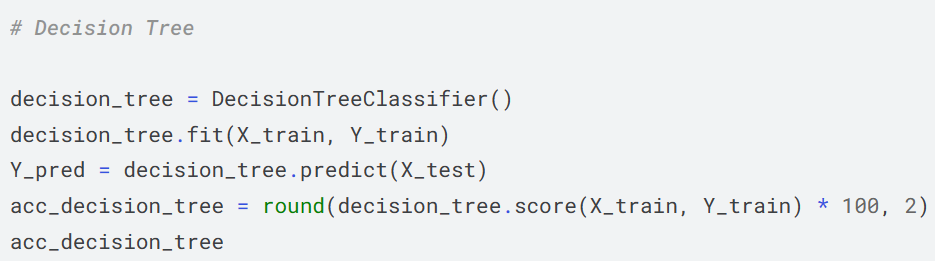 # Decision Tree
decision_tree = DecisionTreeClassifier()
decision_tree.fit(X_train, Y_train)
Y_pred = decision_tree.predict(X_test)
acc_decision_tree = round(decision_tree.score(X_train, Y_train) * 100, 2)
acc_decision_tree